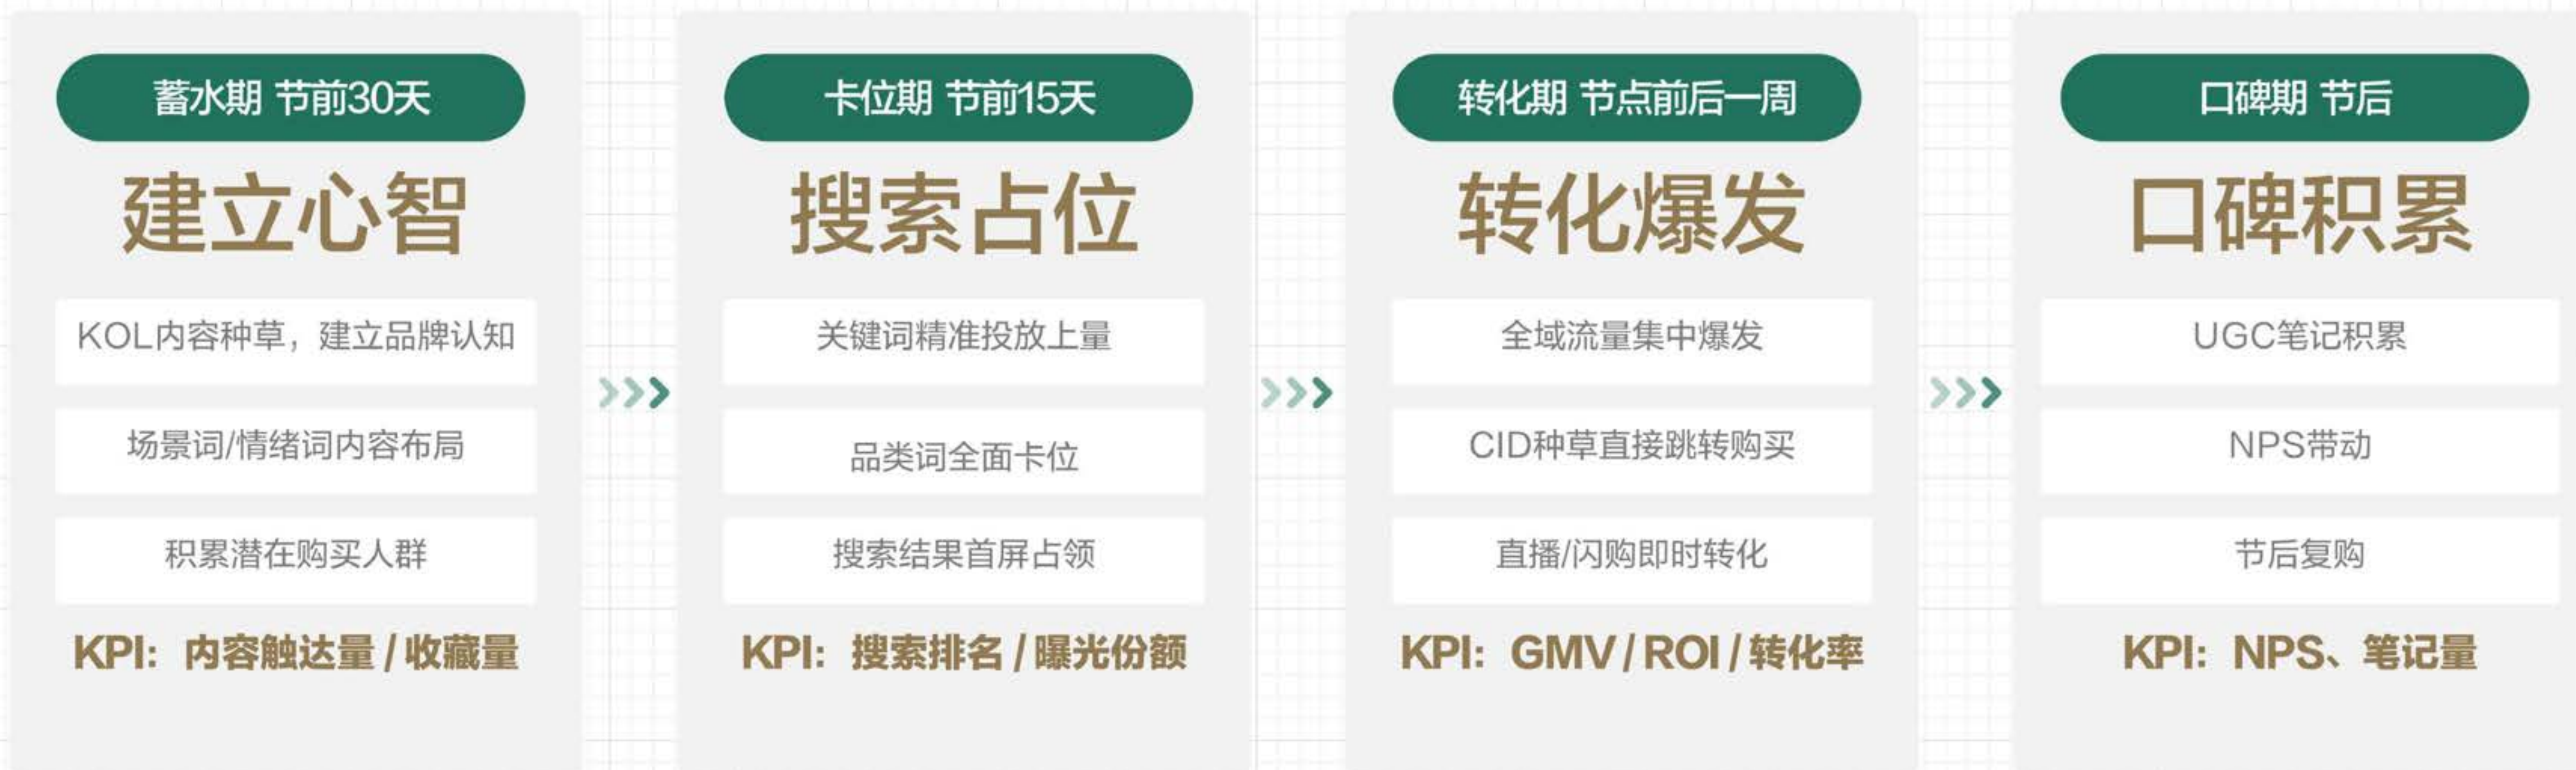 蓄水期 节前30天
建立心智
KOL内容种草，建立品牌认知
场景词/情绪词内容布局
积累潜在购买人群
KPI：内容触达量 / 收藏量
卡位期 节前15天
搜索占位
关键词精准投放上量
品类词全面卡位
搜索结果首屏占领
KPI：搜索排名 / 曝光份额
转化期 节点前后一周
转化爆发
全域流量集中爆发
CID种草直接跳转购买
直播/闪购即时转化
KPI：GMV / ROI / 转化率
口碑期 节后
口碑积累
UGC笔记积累
NPS带动
节后复购
KPI：NPS、笔记量